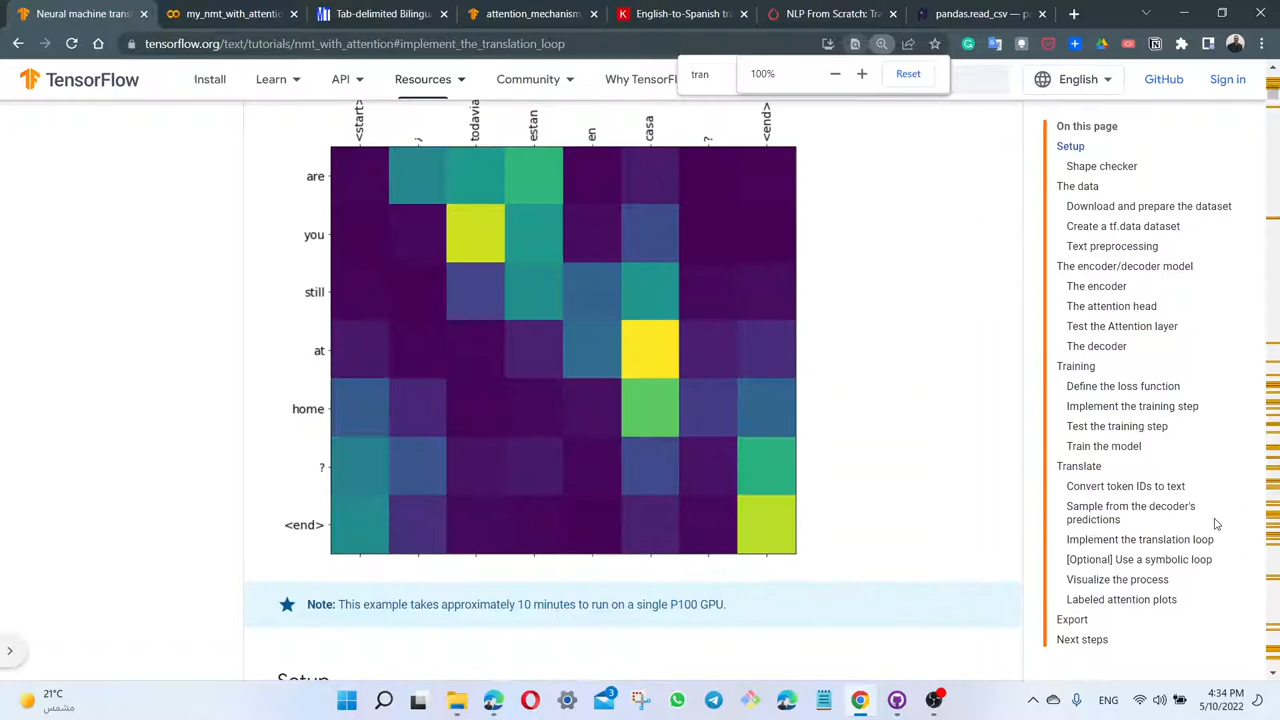 Neural machine trans
my_nmt_with_attentio
Tab-delimited Bilingu
attention_mechanism
English-to-Spanish tra
NLP From Scratch: Tra
pandas.read_csv — p
tensorflow.org/text/tutorials/nmt_with_attention#implement_the_translation_loop
TensorFlow
Install
Learn
API
Resources
Community
Why TensorFl
tran
100%
Reset
English
GitHub
Sign in
<start>
todavia
estan
en
casa
?
<end>
are
you
still
at
home
?
<end>
Note: This example takes approximately 10 minutes to run on a single P100 GPU.
Setup
On this page
Setup
Shape checker
The data
Download and prepare the dataset
Create a tf.data dataset
Text preprocessing
The encoder/decoder model
The encoder
The attention head
Test the Attention layer
The decoder
Training
Define the loss function
Implement the training step
Test the training step
Train the model
Translate
Convert token IDs to text
Sample from the decoder's
predictions
Implement the translation loop
[Optional] Use a symbolic loop
Visualize the process
Labeled attention plots
Export
Next steps
21°C
مشمس
3
ENG
4:34 PM
5/10/2022